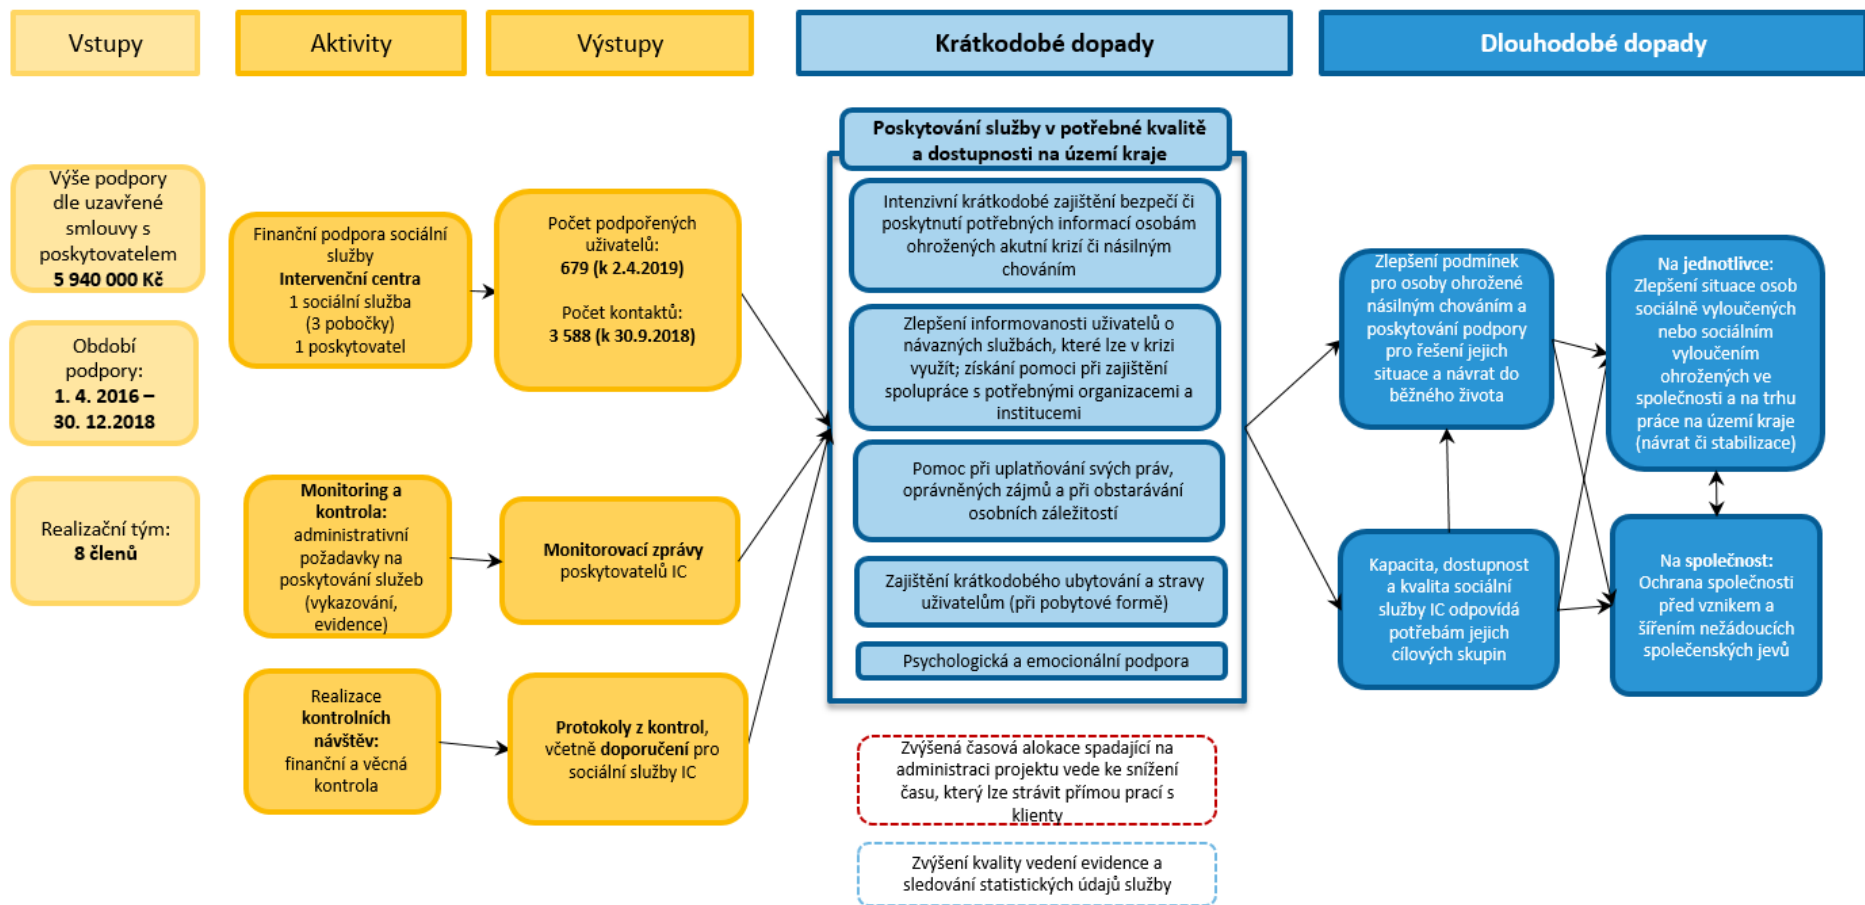 Vstupy
Aktivity
Výstupy
Krátkodobé dopady
Dlouhodobé dopady
Výše podpory
dle uzavřené
smlouvy s
poskytovatelem
5 940 000 Kč
Období
podpory:
1. 4. 2016 –
30. 12.2018
Realizační tým:
8 členů
Finanční podpora sociální
služby
Intervenční centra
1 sociální služba
(3 pobočky)
1 poskytovatel
Monitoring a
kontrola:
administrativní
požadavky na
poskytování služeb
(vykazování,
evidence)
Realizace
kontrolních
návštěv:
finanční a věcná
kontrola
Počet podpořených
uživatelů:
679 (k 2.4.2019)
Počet kontaktů:
3 588 (k 30.9.2018)
Monitorovací zprávy
poskytovatelů IC
Protokoly z kontrol,
včetně doporučení pro
sociální služby IC
Poskytování služby v potřebné kvalitě
a dostupnosti na území kraje
Intenzivní krátkodobé zajištění bezpečí či
poskytnutí potřebných informací osobám
ohrožených akutní krizí či násilným
chováním
Zlepšení informovanosti uživatelů o
návazných službách, které lze v krizi
využít; získání pomoci při zajištění
spolupráce s potřebnými organizacemi a
institucemi
Pomoc při uplatňování svých práv,
oprávněných zájmů a při obstarávání
osobních záležitostí
Zajištění krátkodobého ubytování a stravy
uživatelům (při pobytové formě)
Psychologická a emocionální podpora
Zvýšená časová alokace spadající na
administraci projektu vede ke snížení
času, který lze strávit přímou prací s
klienty
Zvýšení kvality vedení evidence a
sledování statistických údajů služby
Zlepšení podmínek
pro osoby ohrožené
násilným chováním a
poskytování podpory
pro řešení jejich
situace a návrat do
běžného života
Kapacita, dostupnost
a kvalita sociální
služby IC odpovídá
potřebám jejich
cílových skupin
Na jednotlivce:
Zlepšení situace osob
sociálně vyloučených
nebo sociálním
vyloučením
ohrožených ve
společnosti a na trhu
práce na území kraje
(návrat či stabilizace)
Na společnost:
Ochrana společnosti
před vznikem a
šířením nežádoucích
společenských jevů